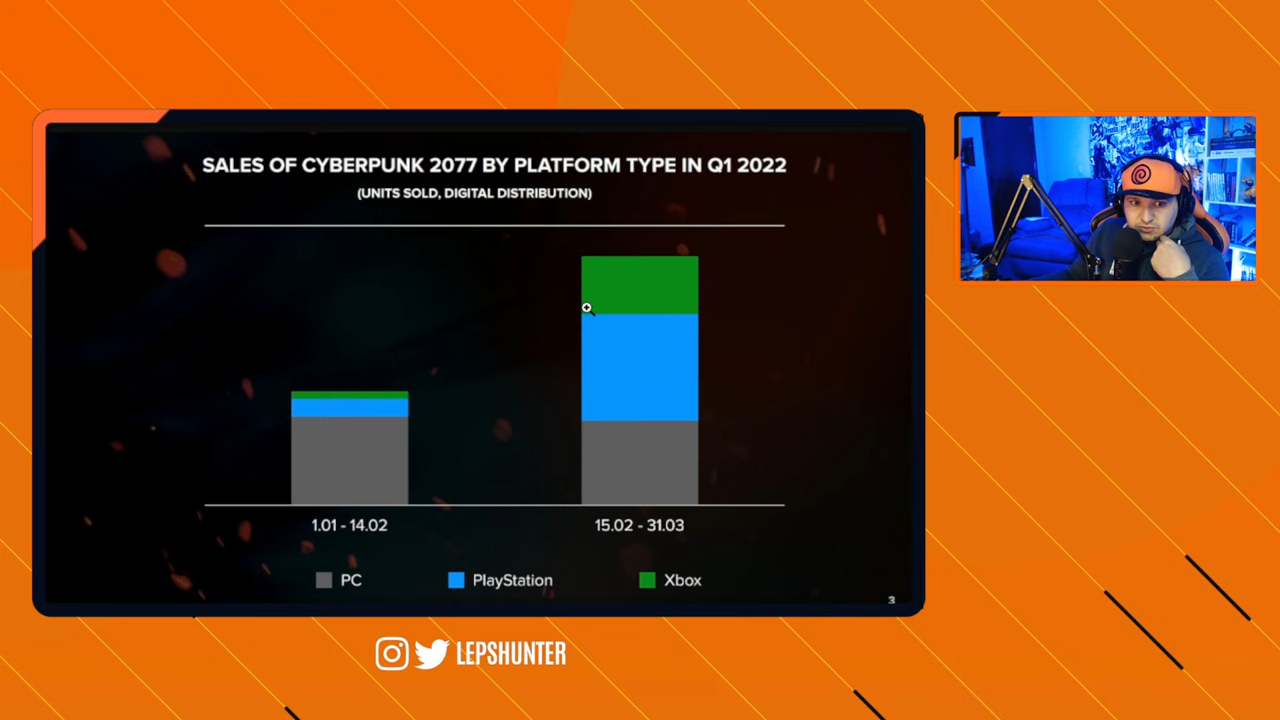 SALES OF CYBERPUNK 2077 BY PLATFORM TYPE IN Q1 2022
(UNITS SOLD, DIGITAL DISTRIBUTION)
1.01 - 14.02
15.02 - 31.03
PC
PlayStation
Xbox
3
LEPSHUNTER